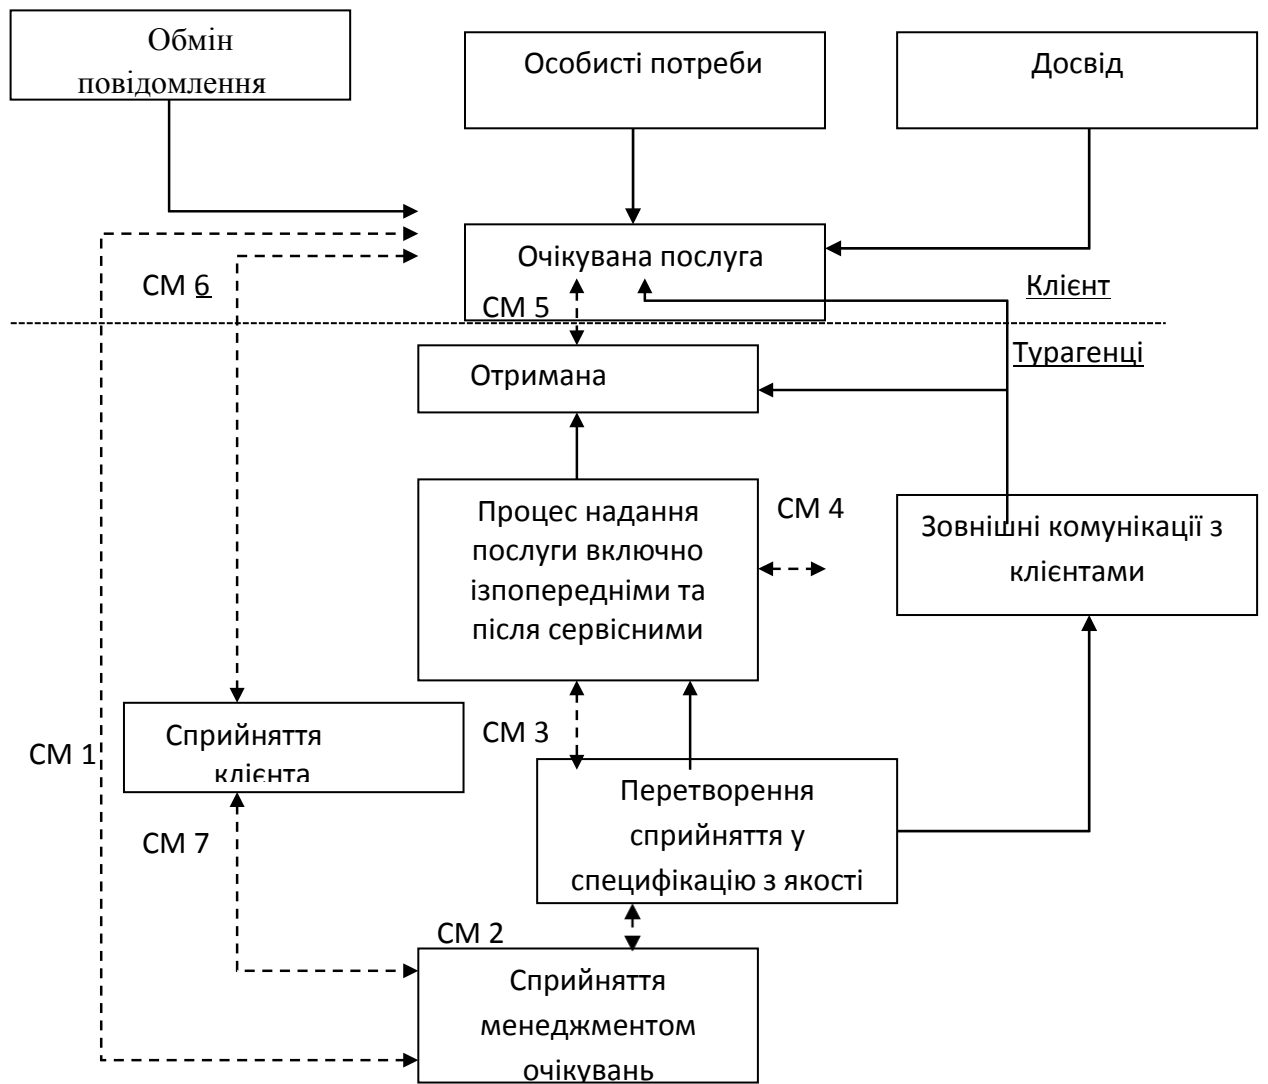 Обмін
повідомлення
Особисті потреби
Досвід
Очікувана послуга
СМ 6
СМ 5
Клієнт
Турагенці
Отримана
Процес надання
послуги включно
ізпопередніми та
після сервісними
СМ 4
Зовнішні комунікації з
клієнтами
Сприйняття
клієнта
СМ 3
СМ 1
Перетворення
сприйняття у
специфікацію з якості
СМ 7
СМ 2
Сприйняття
менеджментом
очікувань